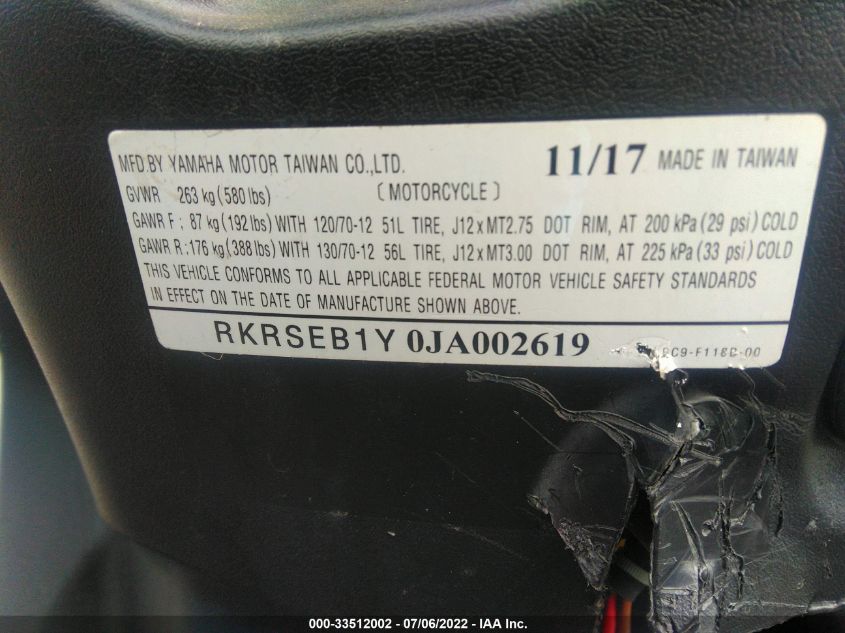 MFD.BY YAMAHA MOTOR TAIWAN CO.,LTD. 11/17 MADE IN TAIWAN
GVWR 263 kg (580 lbs) ( MOTORCYCLE )
GAWR F : 87 kg (192 lbs) WITH 120/70-12 51L TIRE, J12xMT2.75 DOT RIM, AT 200 kPa (29 psi) COLD
GAWR R : 176 kg (388 lbs) WITH 130/70-12 56L TIRE, J12xMT3.00 DOT RIM, AT 225 kPa (33 psi) COLD
THIS VEHICLE CONFORMS TO ALL APPLICABLE FEDERAL MOTOR VEHICLE SAFETY STANDARDS
IN EFFECT ON THE DATE OF MANUFACTURE SHOWN ABOVE.
RKRSEB1Y 0JA002619
000-33512002 / 07/06/2022 - IAA Inc.